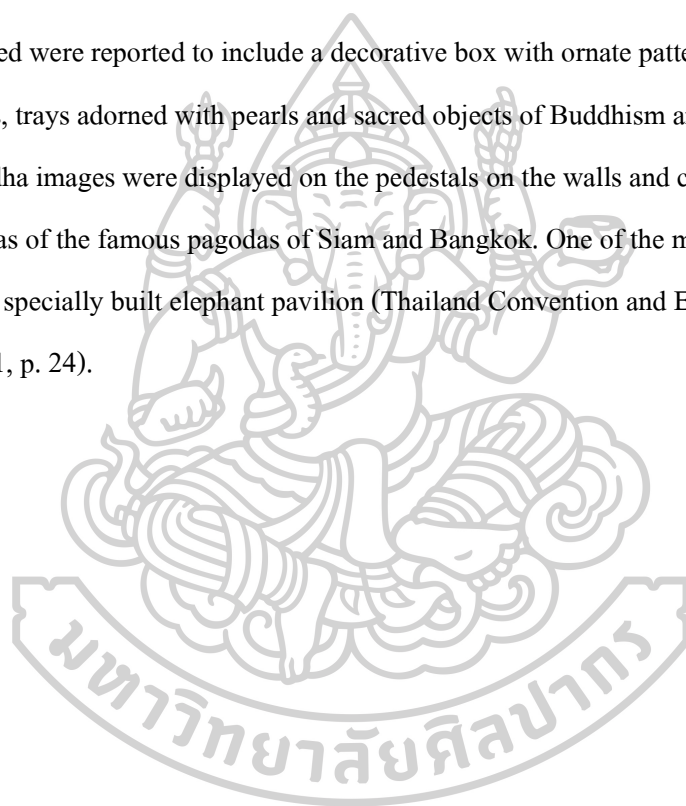 ed were reported to include a decorative box with ornate patte
trays adorned with pearls and sacred objects of Buddhism
images were displayed on the pedestals on the walls and c
as of the famous pagodas of Siam and Bangkok. One of the
specially built elephant pavilion (Thailand Convention and
p. 24).
มหาวิทยาลัยศิลปากร